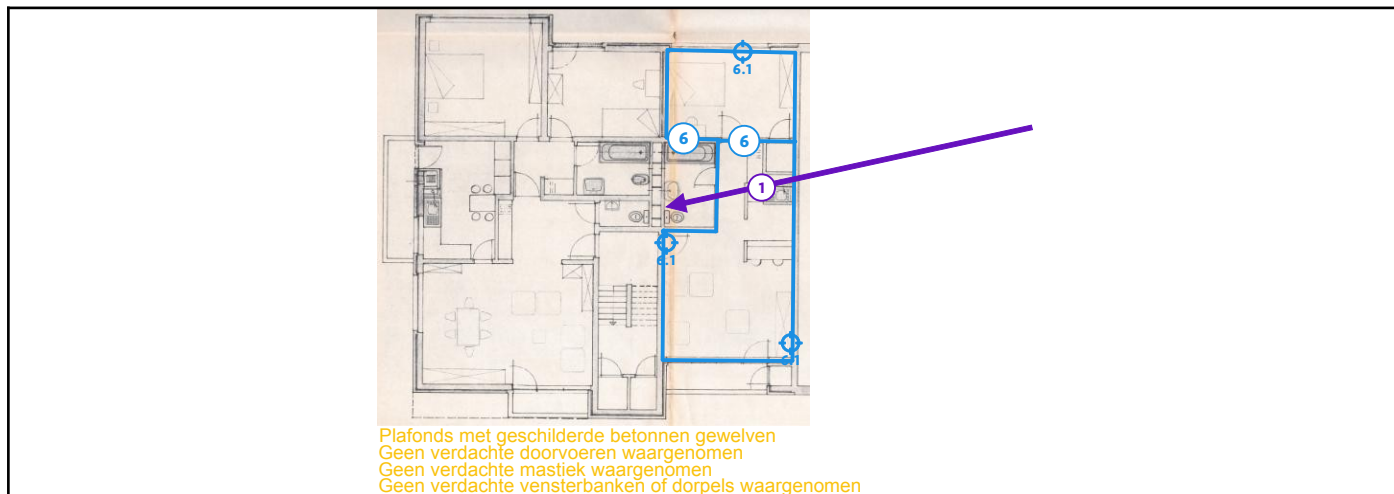 6.1
6
6
1
6.1
6.1
Plafonds met geschilderde betonnen gewelven
Geen verdachte doorvoeren waargenomen
Geen verdachte mastiek waargenomen
Geen verdachte vensterbanken of dorpels waargenomen